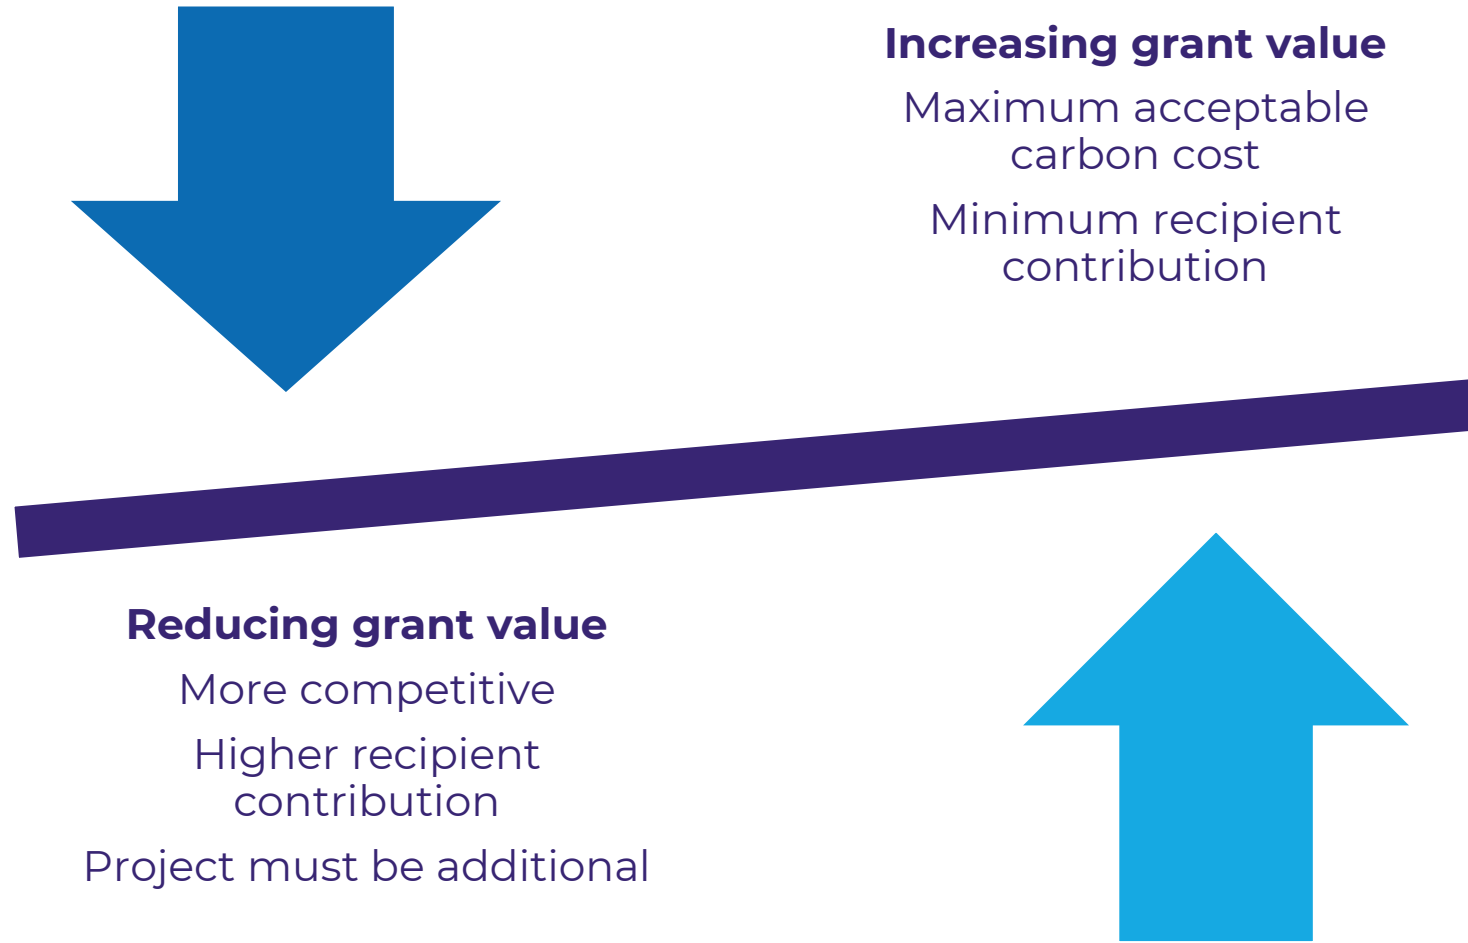 Increasing grant value
Maximum acceptable
carbon cost
Minimum recipient
contribution
Reducing grant value
More competitive
Higher recipient
contribution
Project must be additional